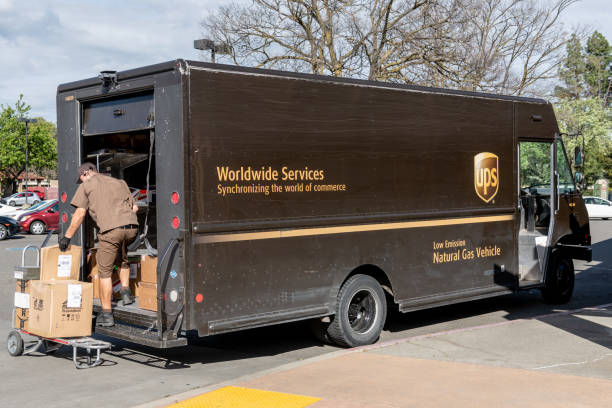 Worldwide Services
Synchronizing the world of commerce
ups
Low Emission
Natural Gas Vehicle